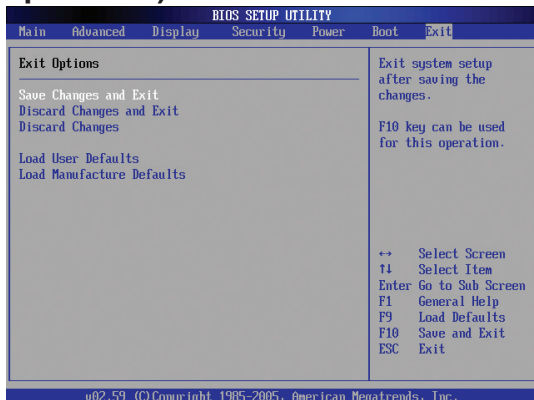 BIOS SETUP UTILITY
Main Advanced Display Security Power Boot Exit
Exit Options
Save Changes and Exit
Discard Changes and Exit
Discard Changes
Load User Defaults
Load Manufacture Defaults
Exit system setup
after saving the
changes.
F10 key can be used
for this operation.
↔ Select Screen
↑↓ Select Item
Enter Go to Sub Screen
F1 General Help
F9 Load Defaults
F10 Save and Exit
ESC Exit
v02.59 (C)Copyright 1985-2005, American Megatrends, Inc.